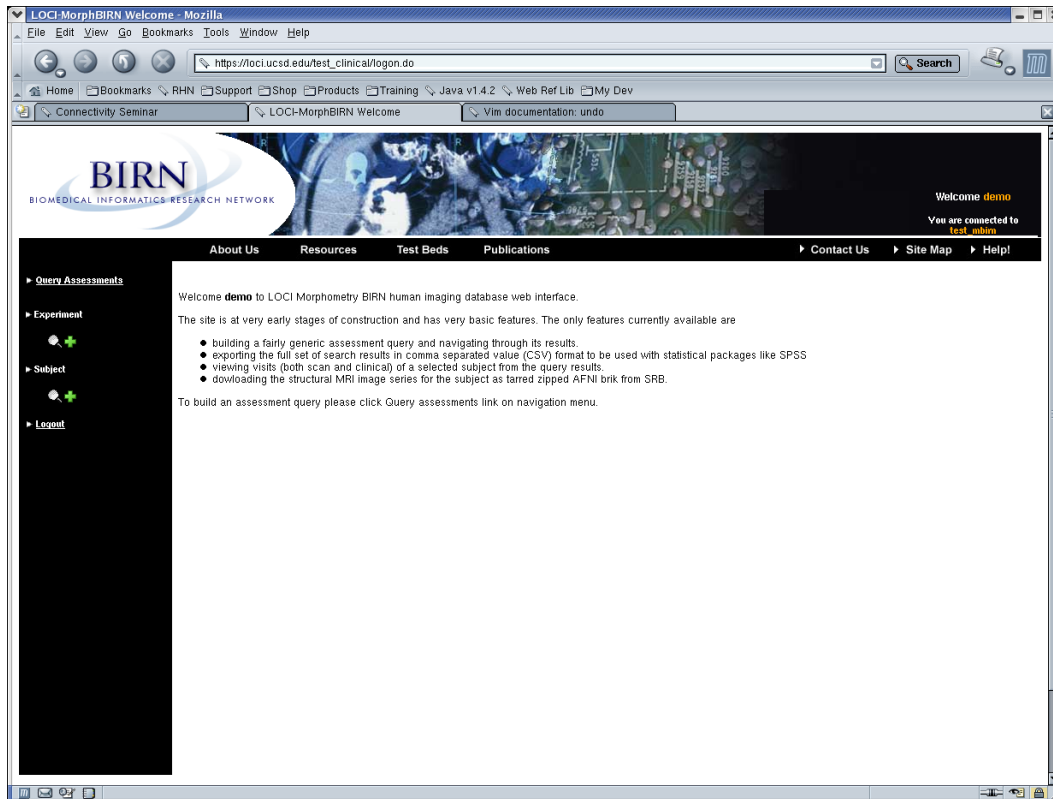 LOCI-MorphBIRN Welcome - Mozilla
File Edit View Go Bookmarks Tools Window Help
https://loci.ucsd.edu/test_clinical/logon.do
Search
Home Bookmarks RHN Support Shop Products Training Java v1.4.2 Web Ref Lib My Dev
Connectivity Seminar LOCI-MorphBIRN Welcome Vim documentation: undo
BIRN
BIOMEDICAL INFORMATICS RESEARCH NETWORK
Welcome demo
You are connected to
test_mbirn
About Us Resources Test Beds Publications Contact Us Site Map Help!
Query Assessments
Experiment
Subject
Logout
Welcome demo to LOCI Morphometry BIRN human imaging database web interface.
The site is at very early stages of construction and has very basic features. The only features currently available are
building a fairly generic assessment query and navigating through its results.
exporting the full set of search results in comma separated value (CSV) format to be used with statistical packages like SPSS
viewing visits (both scan and clinical) of a selected subject from the query results.
dowloading the structural MRI image series for the subject as tarred zipped AFNI brik from SRB.
To build an assessment query please click Query assessments link on navigation menu.